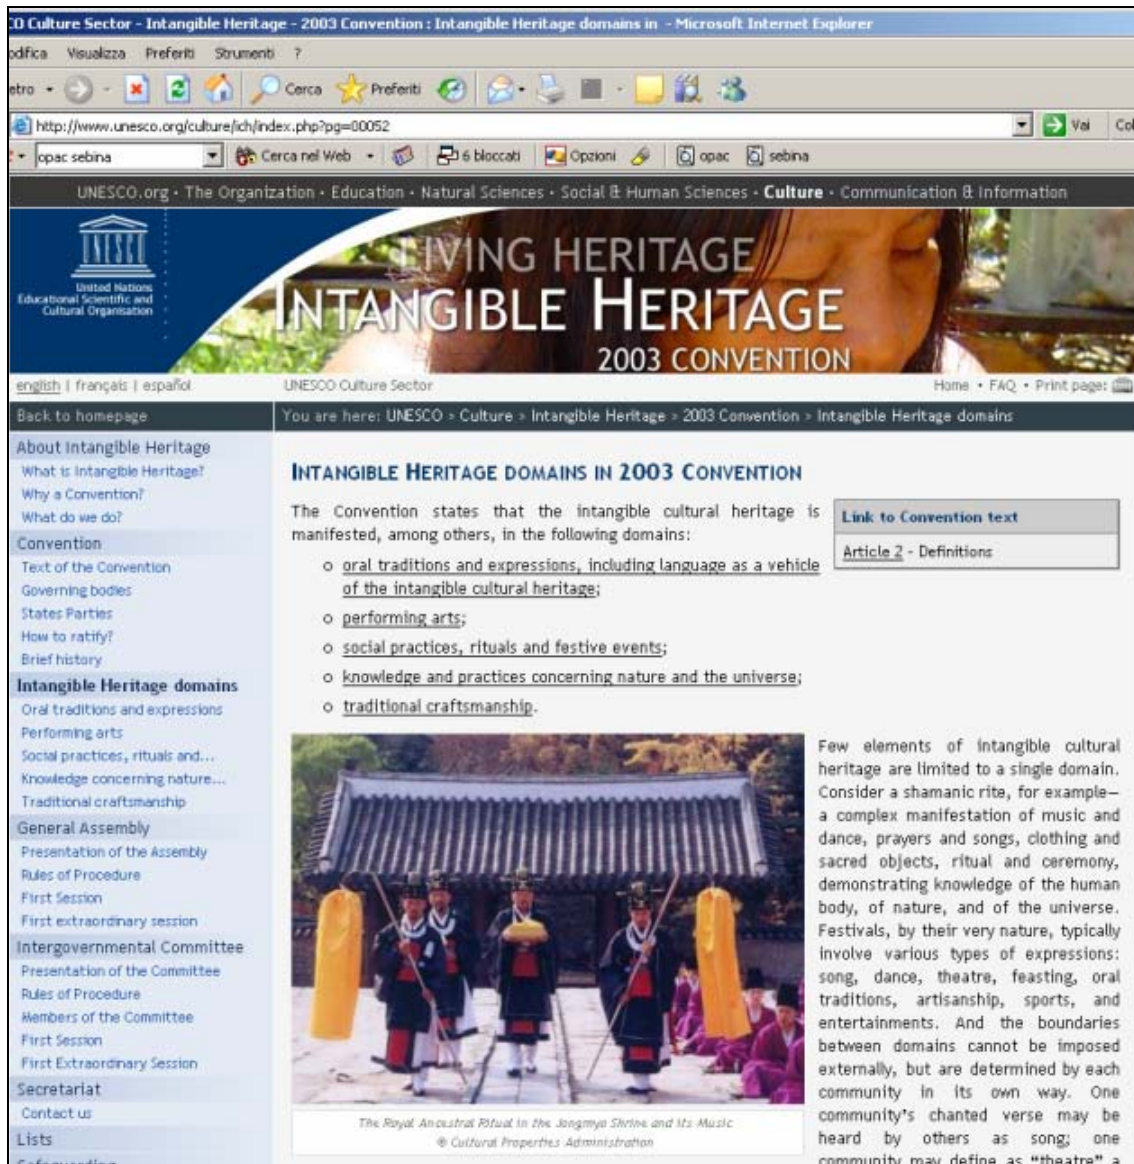 O Culture Sector - Intangible Heritage - 2003 Convention : Intangible Heritage domains in - Microsoft Internet Explorer
odifica Visualizza Preferiti Strumenti ?
etro Cerca Preferiti
http://www.unesco.org/culture/ich/index.php?pg=00052 Vai Col
opac sebina Cerca nel Web 6 bloccati Opzioni opac sebina
UNESCO.org • The Organization • Education • Natural Sciences • Social & Human Sciences • Culture • Communication & Information
UNESCO
United Nations
Educational Scientific and
Cultural Organisation
LIVING HERITAGE
INTANGIBLE HERITAGE
2003 CONVENTION
english | français | español UNESCO Culture Sector Home • FAQ • Print page:
Back to homepage
You are here: UNESCO > Culture > Intangible Heritage > 2003 Convention > Intangible Heritage domains
About Intangible Heritage
What is Intangible Heritage?
Why a Convention?
What do we do?
Convention
Text of the Convention
Governing bodies
States Parties
How to ratify?
Brief history
Intangible Heritage domains
Oral traditions and expressions
Performing arts
Social practices, rituals and...
Knowledge concerning nature...
Traditional craftsmanship
General Assembly
Presentation of the Assembly
Rules of Procedure
First Session
First extraordinary session
Intergovernmental Committee
Presentation of the Committee
Rules of Procedure
Members of the Committee
First Session
First Extraordinary Session
Secretariat
Contact us
Lists
Safeguarding
INTANGIBLE HERITAGE DOMAINS IN 2003 CONVENTION
The Convention states that the intangible cultural heritage is
manifested, among others, in the following domains:
o oral traditions and expressions, including language as a vehicle
of the intangible cultural heritage;
o performing arts;
o social practices, rituals and festive events;
o knowledge and practices concerning nature and the universe;
o traditional craftsmanship.
Link to Convention text
Article 2 - Definitions
The Royal Ancestral Ritual in the Jongmyo Shrine and its Music
© Cultural Properties Administration
Few elements of intangible cultural
heritage are limited to a single domain.
Consider a shamanic rite, for example—
a complex manifestation of music and
dance, prayers and songs, clothing and
sacred objects, ritual and ceremony,
demonstrating knowledge of the human
body, of nature, and of the universe.
Festivals, by their very nature, typically
involve various types of expressions:
song, dance, theatre, feasting, oral
traditions, artisanship, sports, and
entertainments. And the boundaries
between domains cannot be imposed
externally, but are determined by each
community in its own way. One
community's chanted verse may be
heard by others as song; one
community may define as "theatre" a